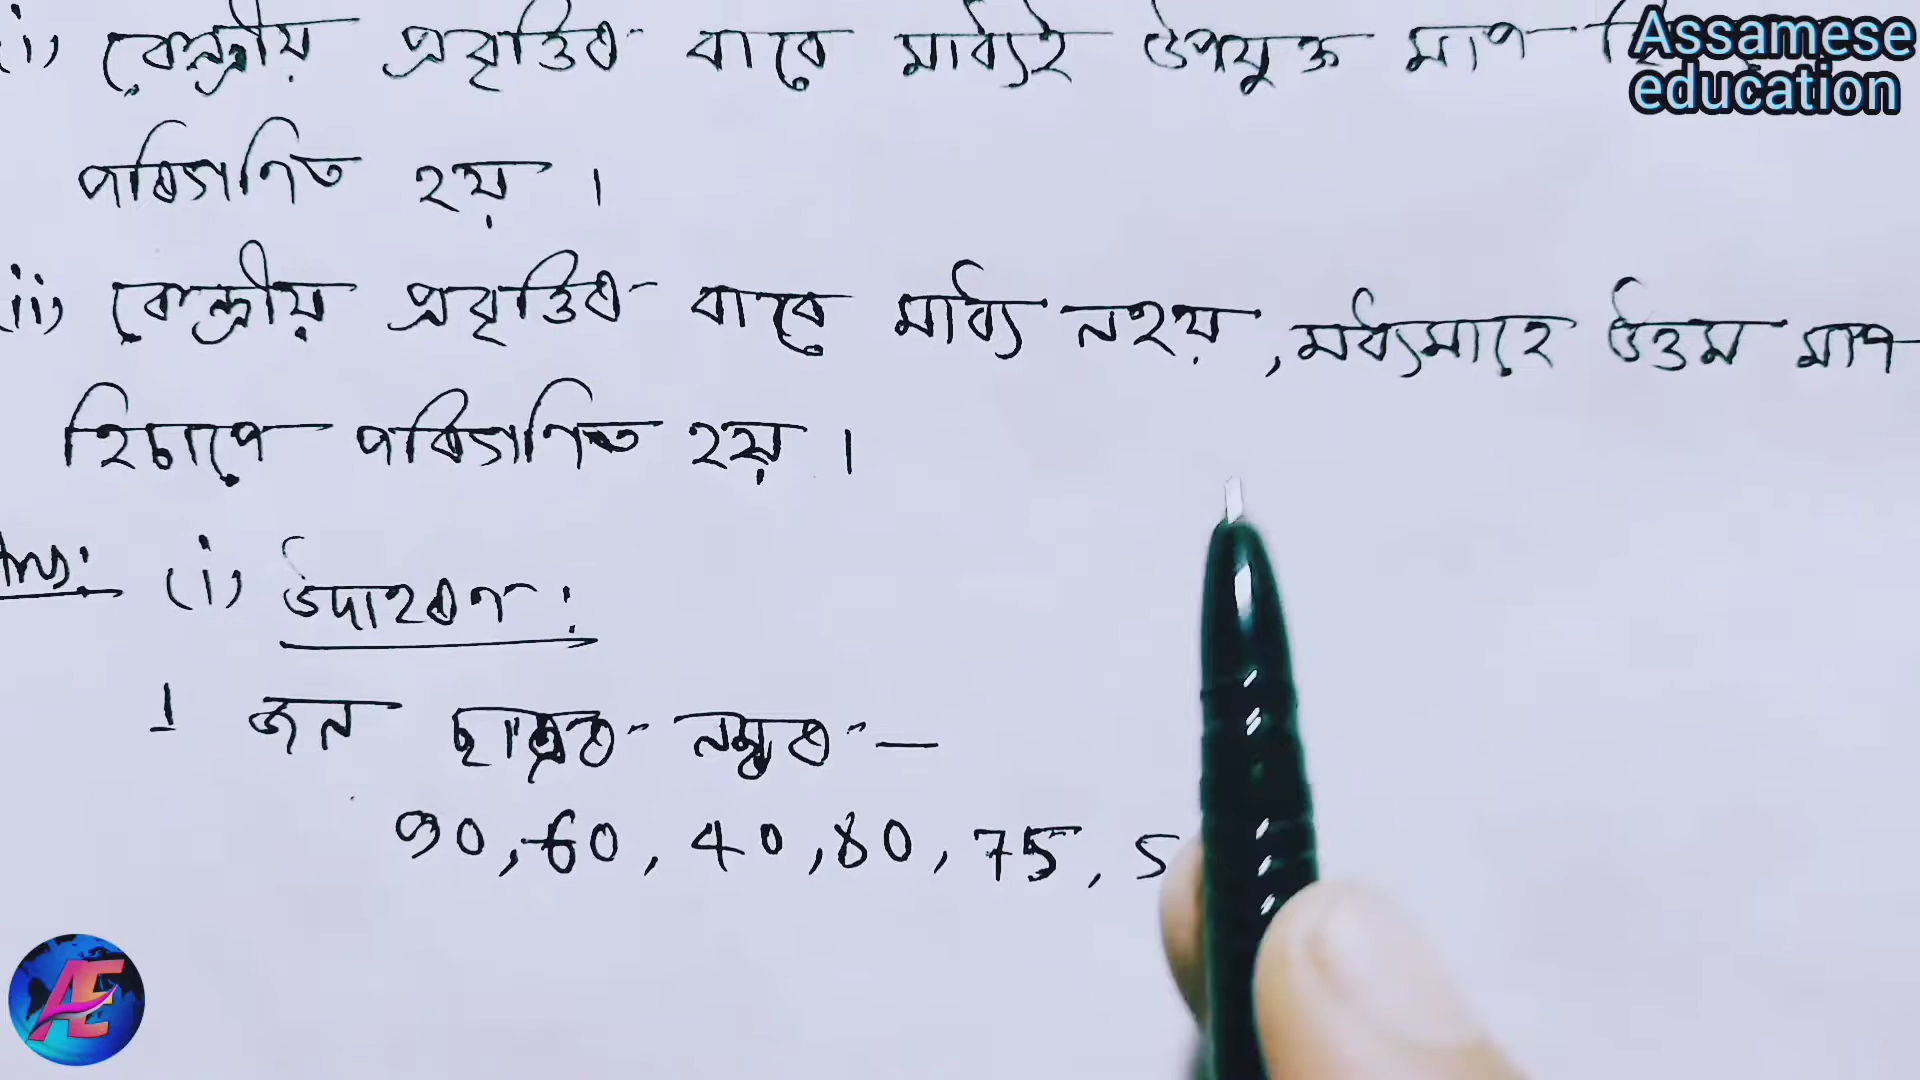 (i) কেন্দ্ৰীয় প্ৰবৃত্তিৰ বাবে মাধ্যই উপযুক্ত মাপ
Assamese
education
পৰিগণিত হয় ।
(ii) কেন্দ্ৰীয় প্ৰবৃত্তিৰ বাবে মাধ্য নহয়, মধ্যমাহে উত্তম মাপ
হিচাপে পৰিগণিত হয় ।
Ans: (i) উদাহৰণ :
1 জন ছাত্ৰৰ নম্বৰ —
90, 60, 40, 80, 75, 5
AE